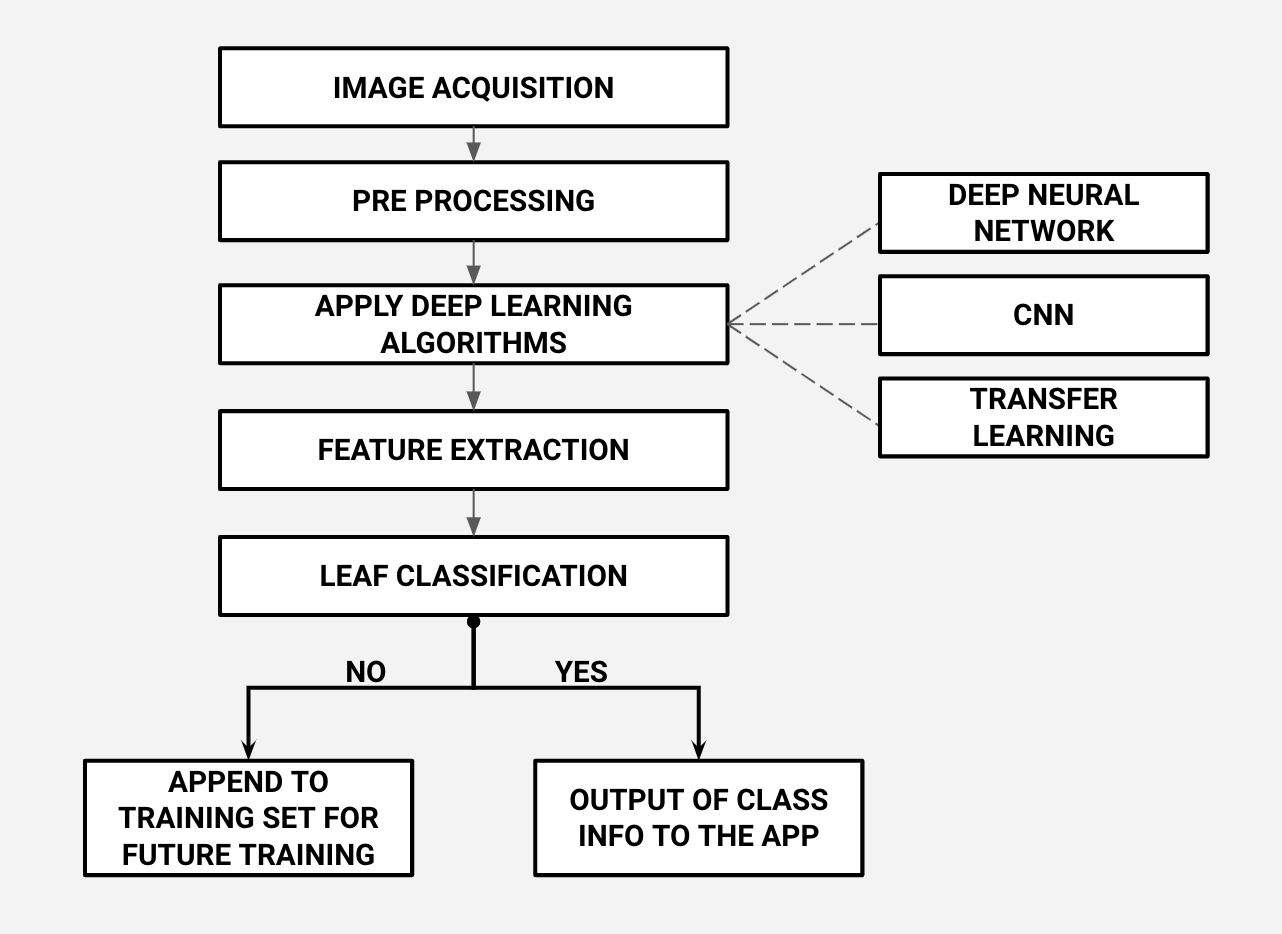 IMAGE ACQUISITION
PRE PROCESSING
APPLY DEEP LEARNING
ALGORITHMS
DEEP NEURAL
NETWORK
CNN
TRANSFER
LEARNING
FEATURE EXTRACTION
LEAF CLASSIFICATION
NO
YES
APPEND TO
TRAINING SET FOR
FUTURE TRAINING
OUTPUT OF CLASS
INFO TO THE APP